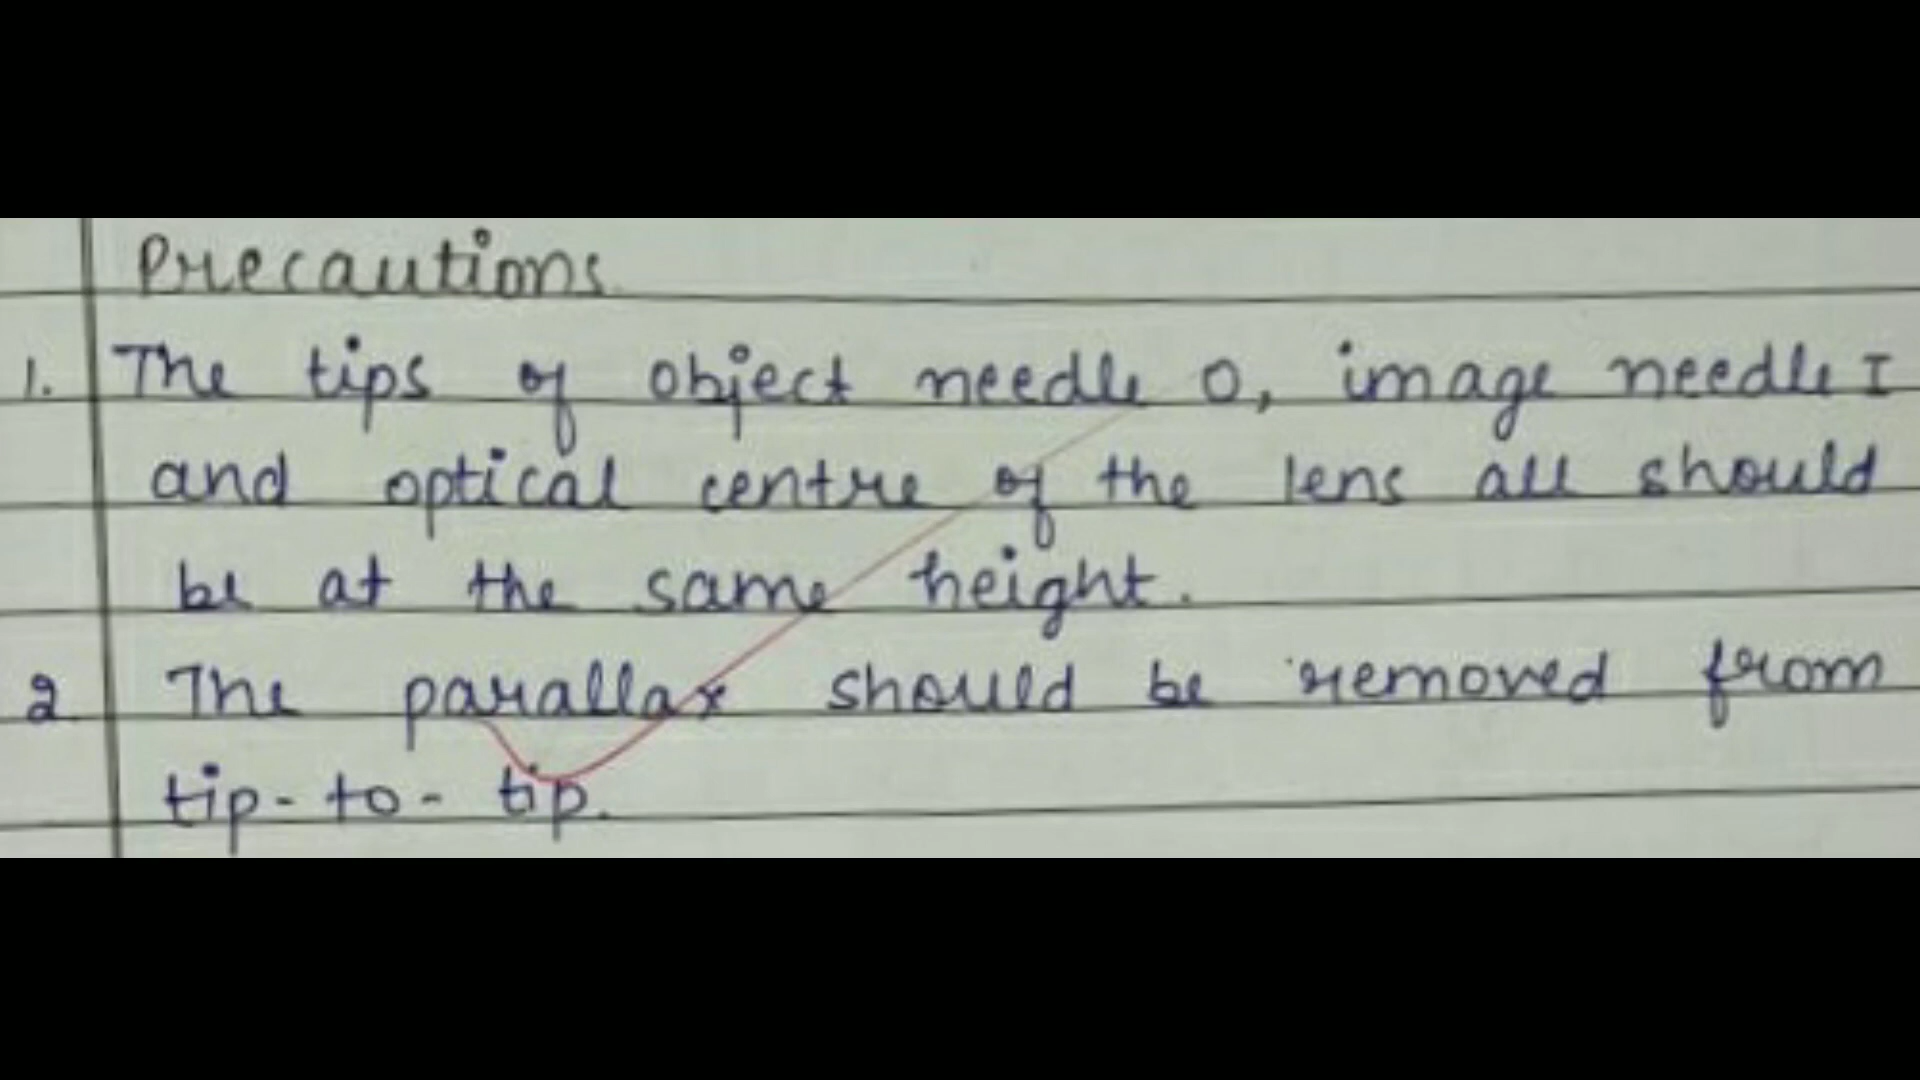 Precautions
1. The tips of object needle O, image needle I
and optical centre of the lens all should
be at the same height.
2 The parallax should be removed from
tip-to-tip.